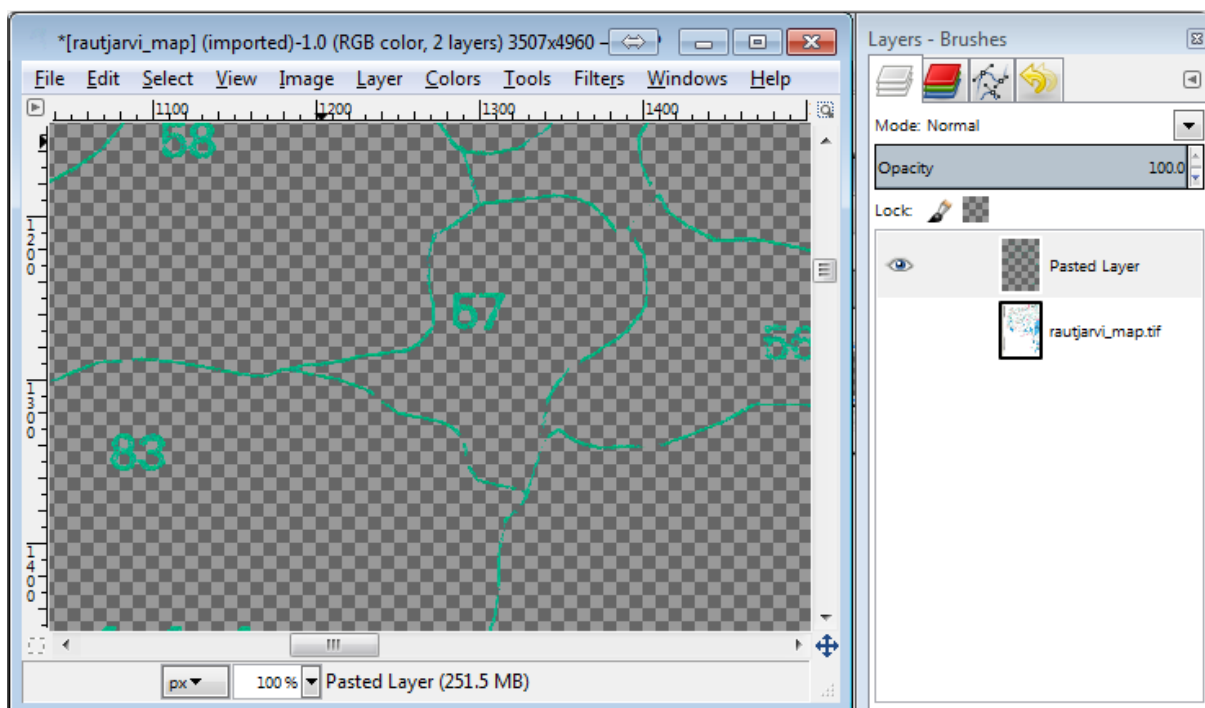 *[rautjarvi_map] (imported)-1.0 (RGB color, 2 layers) 3507x4960 –
File Edit Select View Image Layer Colors Tools Filters Windows Help
1100 1200 1300 1400
58
1200
57
56
1300
83
1400
px 100 % Pasted Layer (251.5 MB)
Layers - Brushes
Mode: Normal
Opacity 100.0
Lock:
Pasted Layer
rautjarvi_map.tif